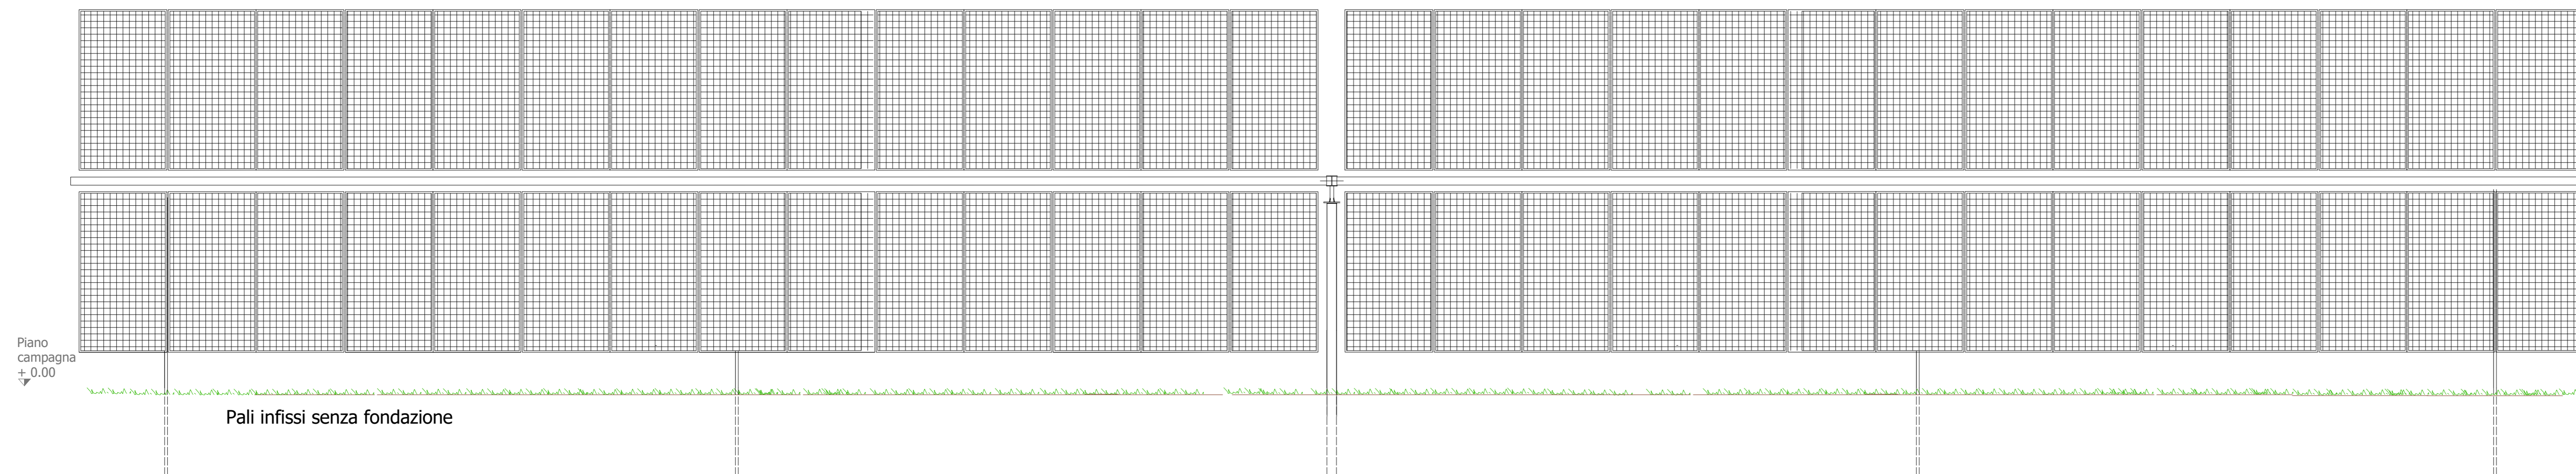 Piano
campagna
+ 0.00
Pali infissi senza fondazione